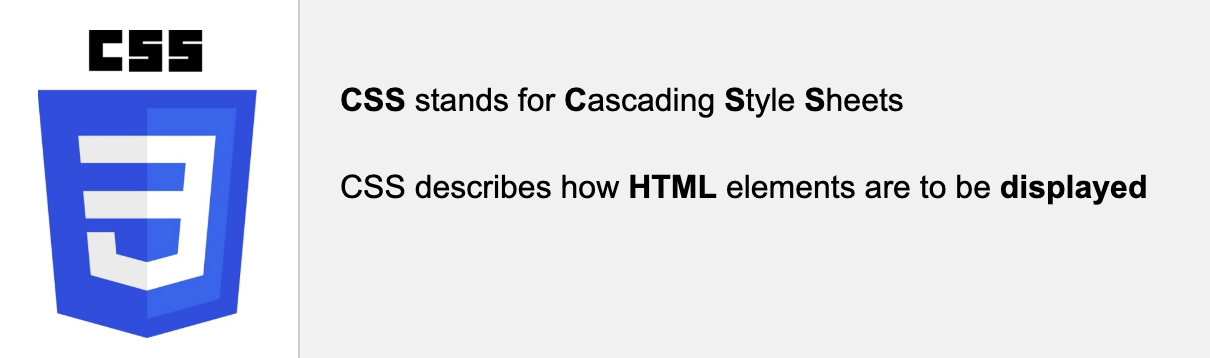 CSS
3
CSS stands for Cascading Style Sheets
CSS describes how HTML elements are to be displayed